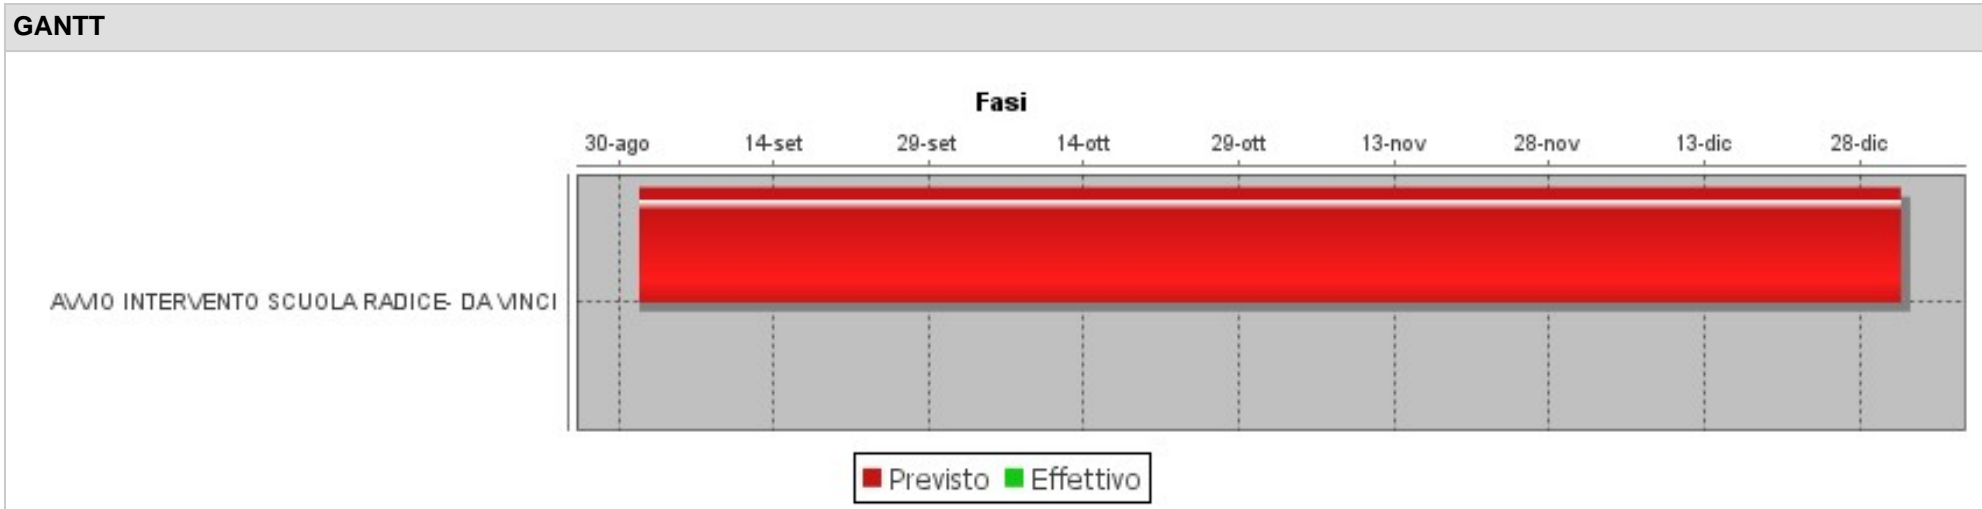 GANTT
Fasi
30-ago 14-set 29-set 14-ott 29-ott 13-nov 28-nov 13-dic 28-dic
AVVIO INTERVENTO SCUOLA RADICE- DA VINCI
Previsto Effettivo